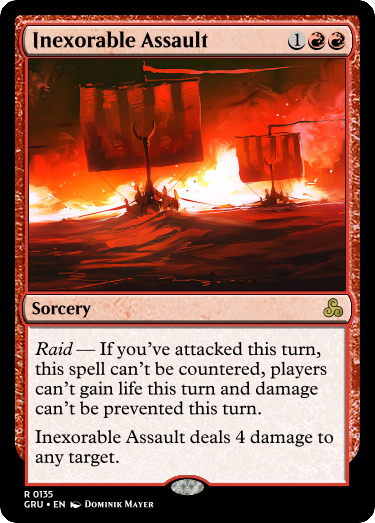 Inexorable Assault 1
Sorcery
Raid — If you've attacked this turn,
this spell can't be countered, players
can't gain life this turn and damage
can't be prevented this turn.
Inexorable Assault deals 4 damage to
any target.
R 0135
GRU • EN Dominik Mayer